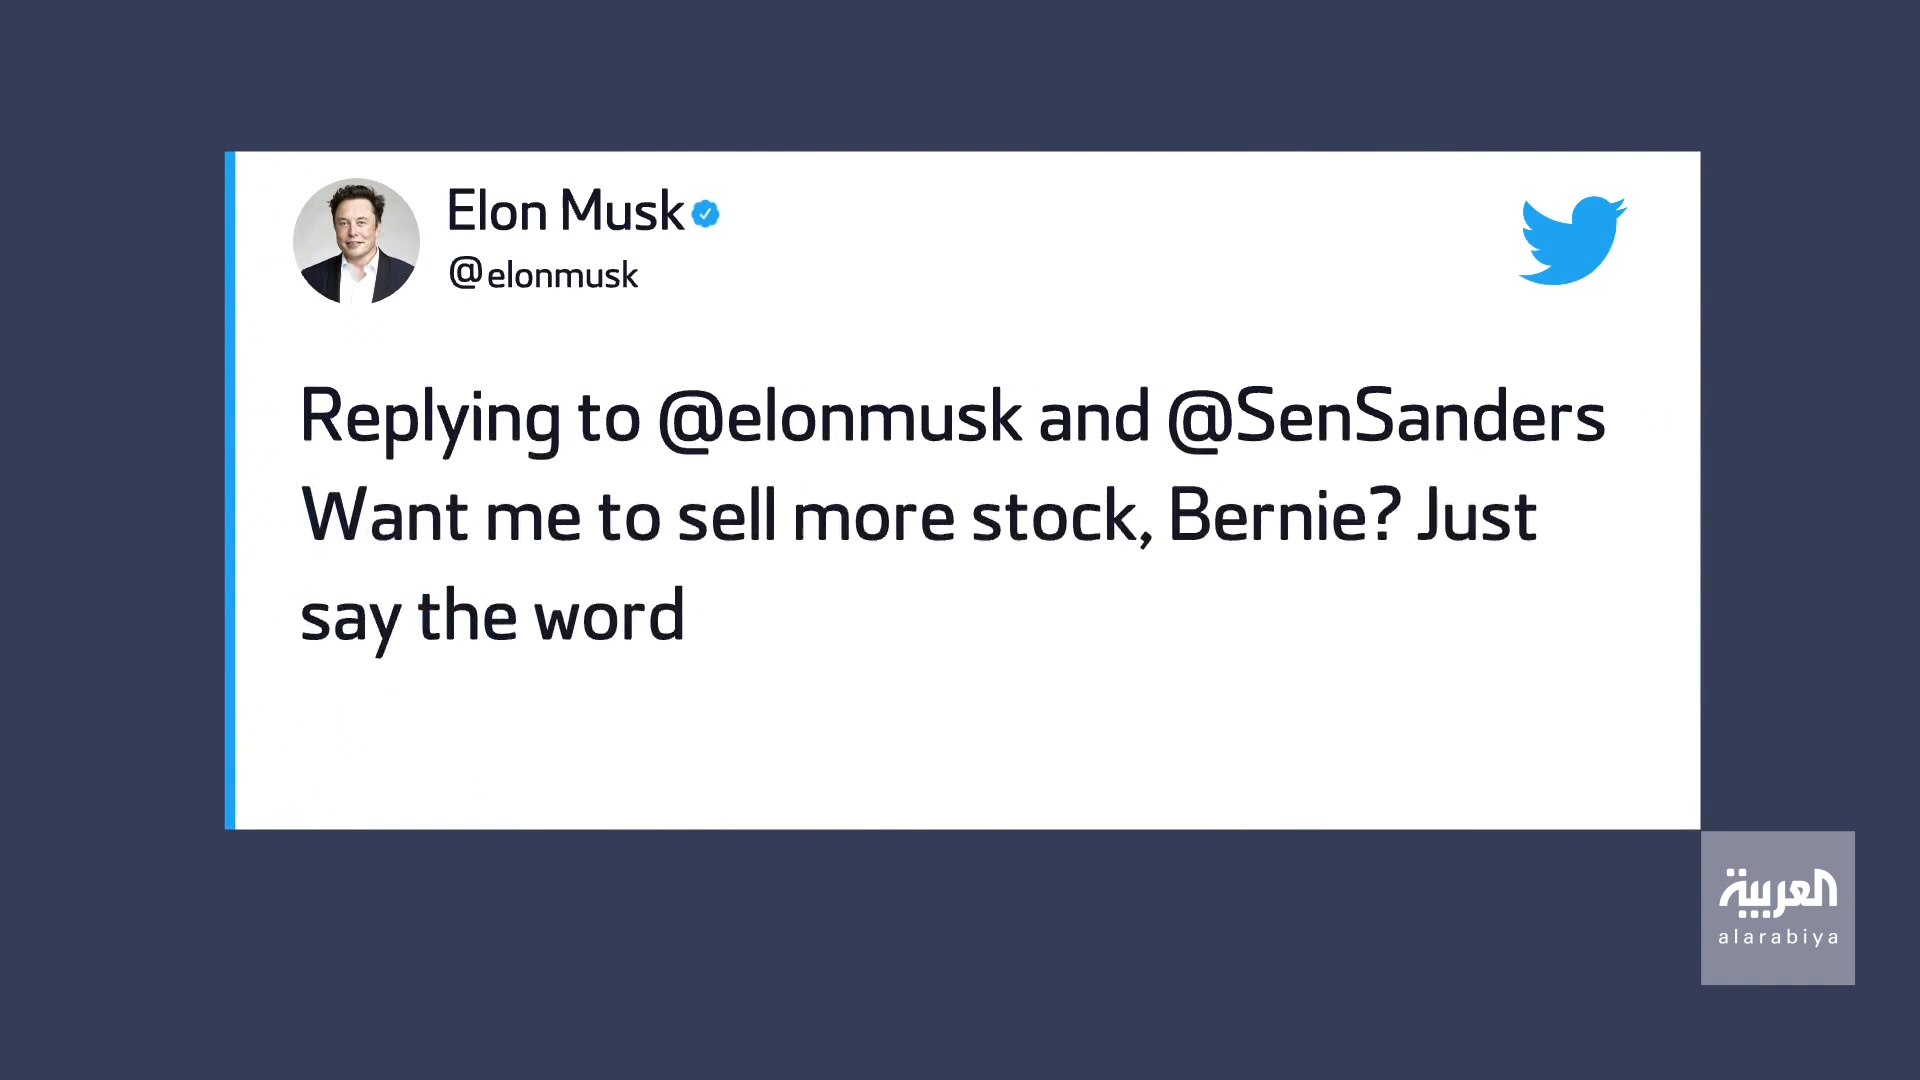 Elon Musk
@elonmusk
Replying to @elonmusk and @SenSanders
Want me to sell more stock, Bernie? Just
say the word
العربية
alarabiya